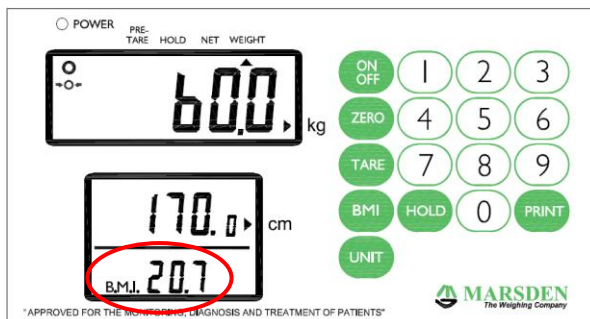 POWER
PRE-
TARE HOLD NET WEIGHT
60.0 kg
170.0 cm
B.M.I. 20.7
ON
OFF 1 2 3
ZERO 4 5 6
TARE 7 8 9
BMI HOLD 0 PRINT
UNIT
MARSDEN
The Weighing Company
"APPROVED FOR THE MONITORING, DIAGNOSIS AND TREATMENT OF PATIENTS"